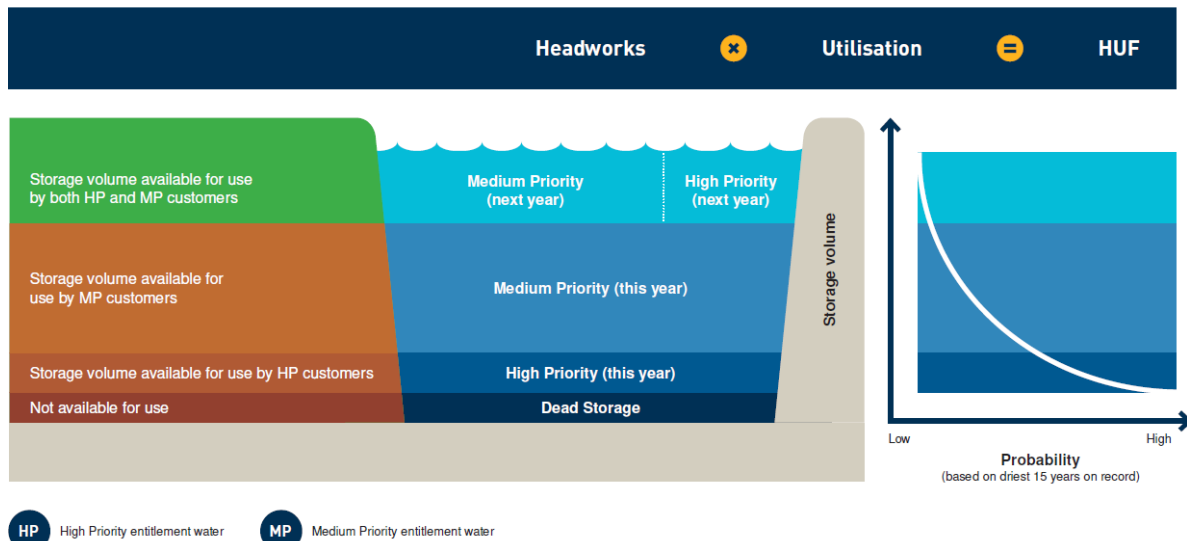 Headworks × Utilisation = HUF
Storage volume available for use
by both HP and MP customers
Medium Priority
(next year)
High Priority
(next year)
Storage volume available for
use by MP customers
Medium Priority (this year)
Storage volume available for use by HP customers
High Priority (this year)
Not available for use
Dead Storage
Storage volume
Low
High
Probability
(based on driest 15 years on record)
HP High Priority entitlement water
MP Medium Priority entitlement water